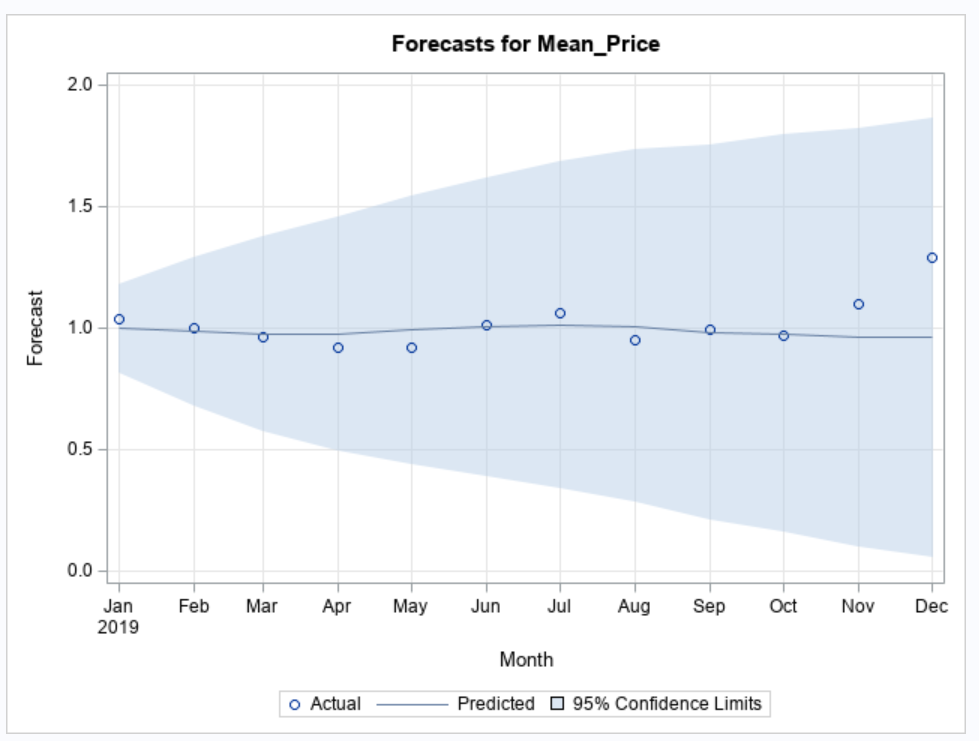 Forecasts for Mean_Price
2.0
1.5
1.0
0.5
0.0
Forecast
Jan Feb Mar Apr May Jun Jul Aug Sep Oct Nov Dec
2019
Month
Actual Predicted 95% Confidence Limits